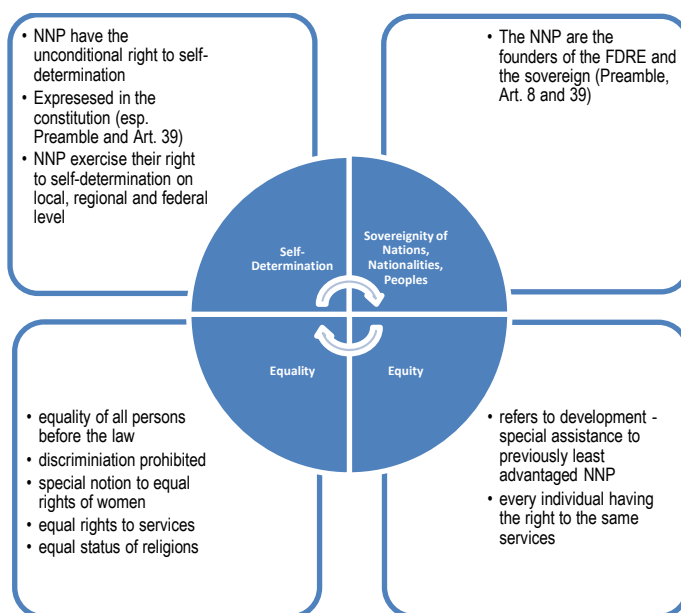 • NNP have the
unconditional right to self-
determination
• Expresesed in the
constitution (esp.
Preamble and Art. 39)
• NNP exercise their right
to self-determination on
local, regional and federal
level
• The NNP are the
founders of the FDRE and
the sovereign (Preamble,
Art. 8 and 39)
Self-
Determination
Sovereignity of
Nations,
Nationalities,
Peoples
Equality
Equity
• equality of all persons
before the law
• discriminiation prohibited
• special notion to equal
rights of women
• equal rights to services
• equal status of religions
• refers to development -
special assistance to
previously least
advantaged NNP
• every individual having
the right to the same
services